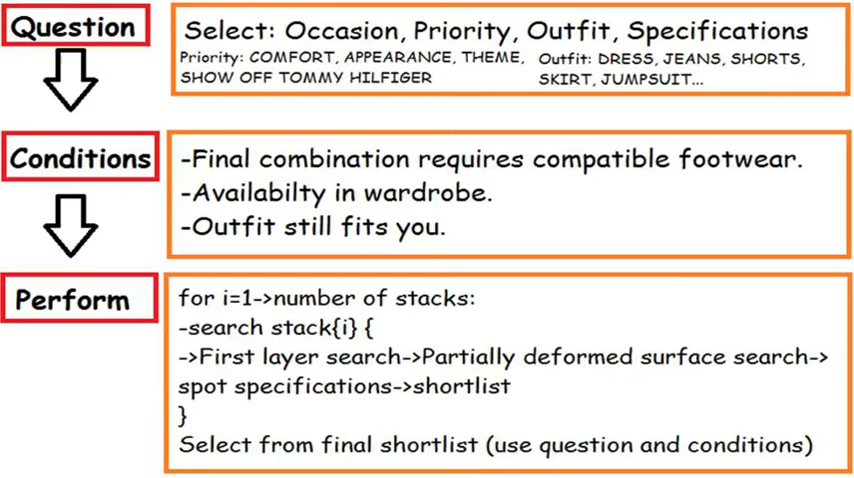 Question
Select: Occasion, Priority, Outfit, Specifications
Priority: COMFORT, APPEARANCE, THEME,
SHOW OFF TOMMY HILFIGER
Outfit: DRESS, JEANS, SHORTS,
SKIRT, JUMPSUIT...
Conditions
-Final combination requires compatible footwear.
-Availabilty in wardrobe.
-Outfit still fits you.
Perform
for i=1->number of stacks:
-search stack{i} {
->First layer search->Partially deformed surface search->
spot specifications->shortlist
}
Select from final shortlist (use question and conditions)